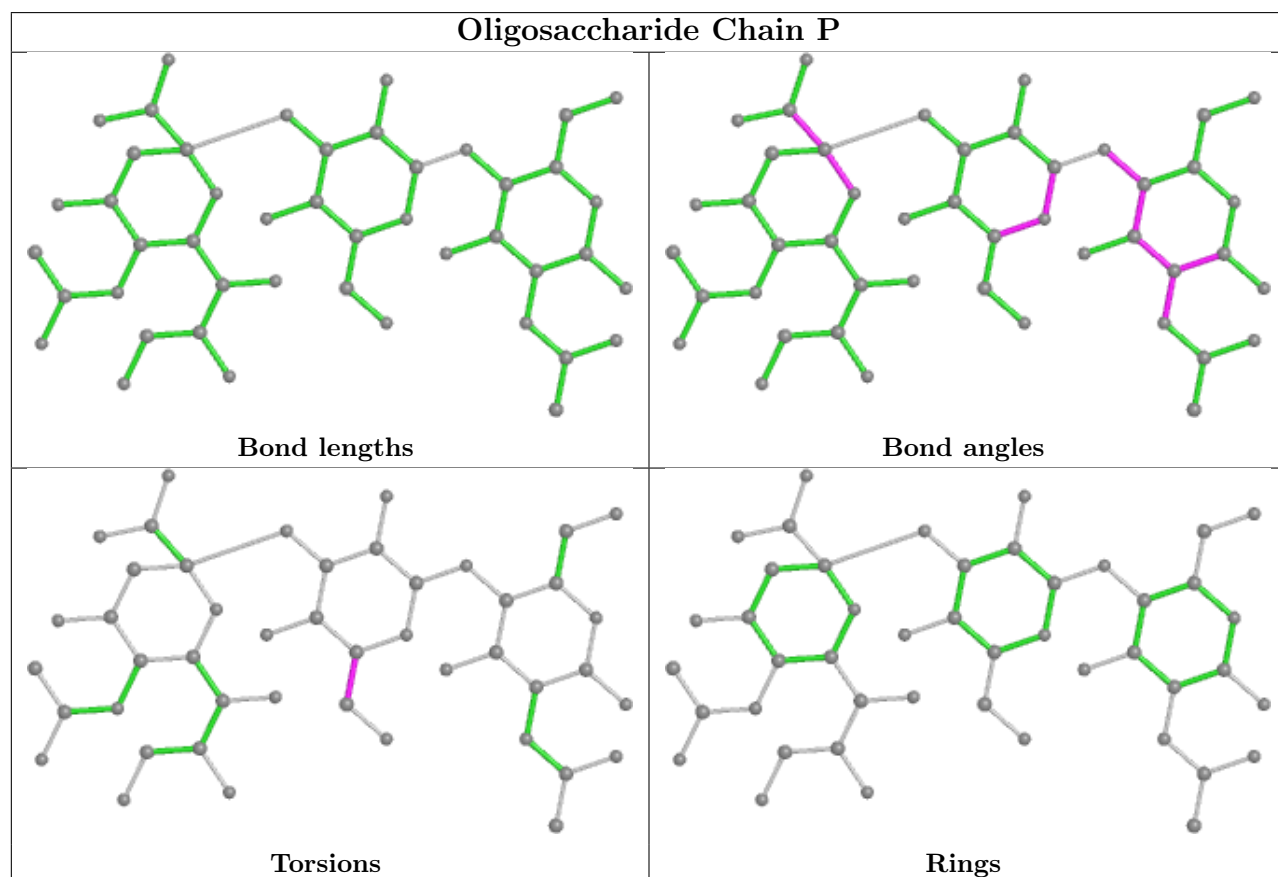 Oligosaccharide Chain P
Bond lengths
Bond angles
Torsions
Rings